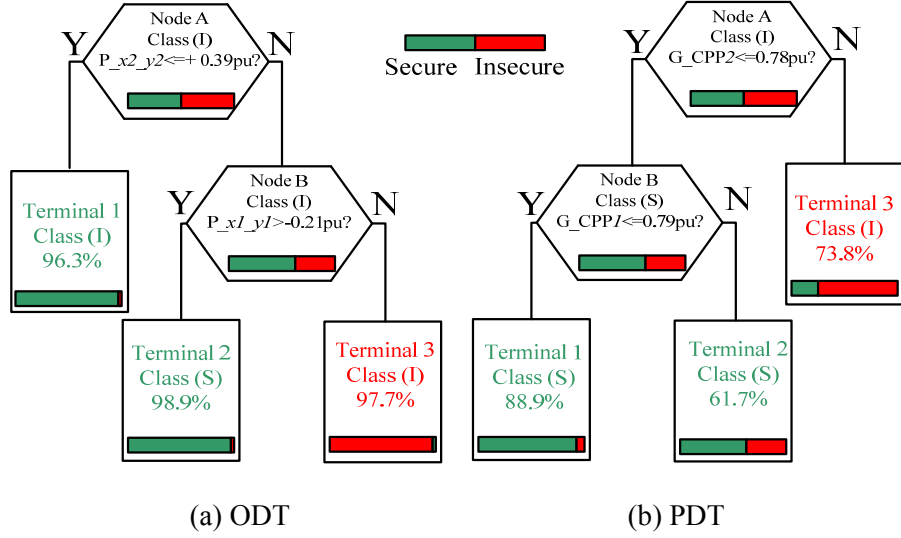 Node A
Class (I)
P_x2_y2<=+ 0.39pu?
Y
N
Secure Insecure
Node A
Class (I)
G_CPP2<=0.78pu?
Y
N
Terminal 1
Class (I)
96.3%
Node B
Class (I)
P_x1_y1>-0.21pu?
Y
N
Node B
Class (S)
G_CPP1<=0.79pu?
Y
N
Terminal 3
Class (I)
73.8%
Terminal 2
Class (S)
98.9%
Terminal 3
Class (I)
97.7%
Terminal 1
Class (S)
88.9%
Terminal 2
Class (S)
61.7%
(a) ODT
(b) PDT